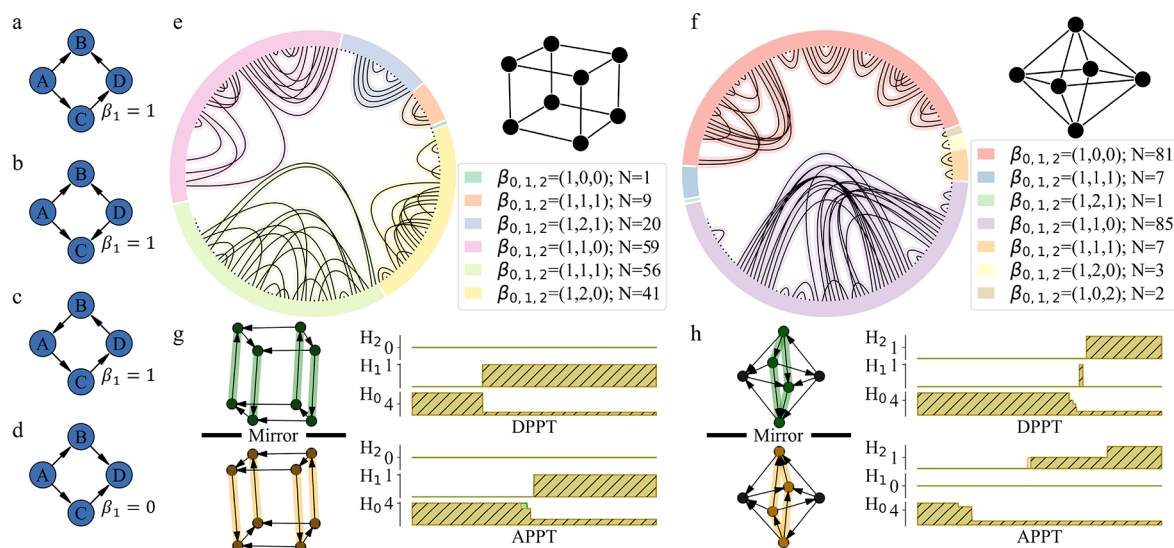 a
B
A
D
C
β₁ = 1
b
B
A
D
C
β₁ = 1
c
B
A
D
C
β₁ = 1
d
B
A
D
C
β₁ = 0
e
β₀,₁,₂=(1,0,0); N=1
β₀,₁,₂=(1,1,1); N=9
β₀,₁,₂=(1,2,1); N=20
β₀,₁,₂=(1,1,0); N=59
β₀,₁,₂=(1,1,1); N=56
β₀,₁,₂=(1,2,0); N=41
f
β₀,₁,₂=(1,0,0); N=81
β₀,₁,₂=(1,1,1); N=7
β₀,₁,₂=(1,2,1); N=1
β₀,₁,₂=(1,1,0); N=85
β₀,₁,₂=(1,1,1); N=7
β₀,₁,₂=(1,2,0); N=3
β₀,₁,₂=(1,0,2); N=2
g
Mirror
H₂ 0
H₁ 1
H₀ 4
DPPT
H₂ 0
H₁ 1
H₀ 4
APPT
h
Mirror
H₂ 1
H₁ 1
H₀ 4
DPPT
H₂ 1
H₁ 0
H₀ 4
APPT